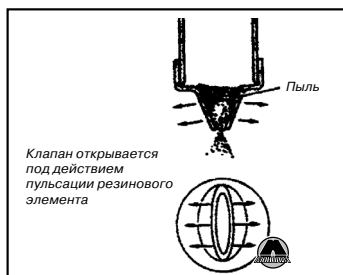 Пыль
Клапан открывается
под действием
пульсации резинового
элемента